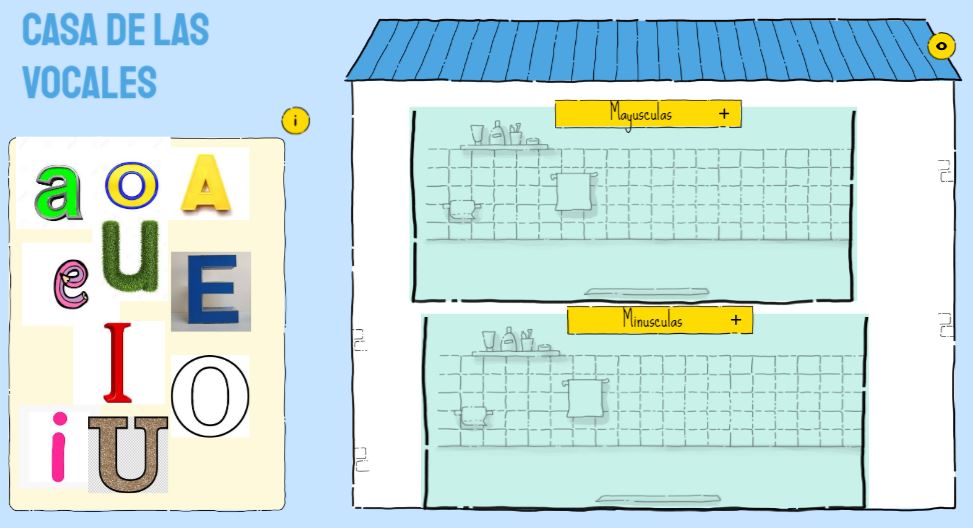 CASA DE LAS
VOCALES
i
Mayusculas +
a o A
u
e E
I
O
i U
Minusculas +